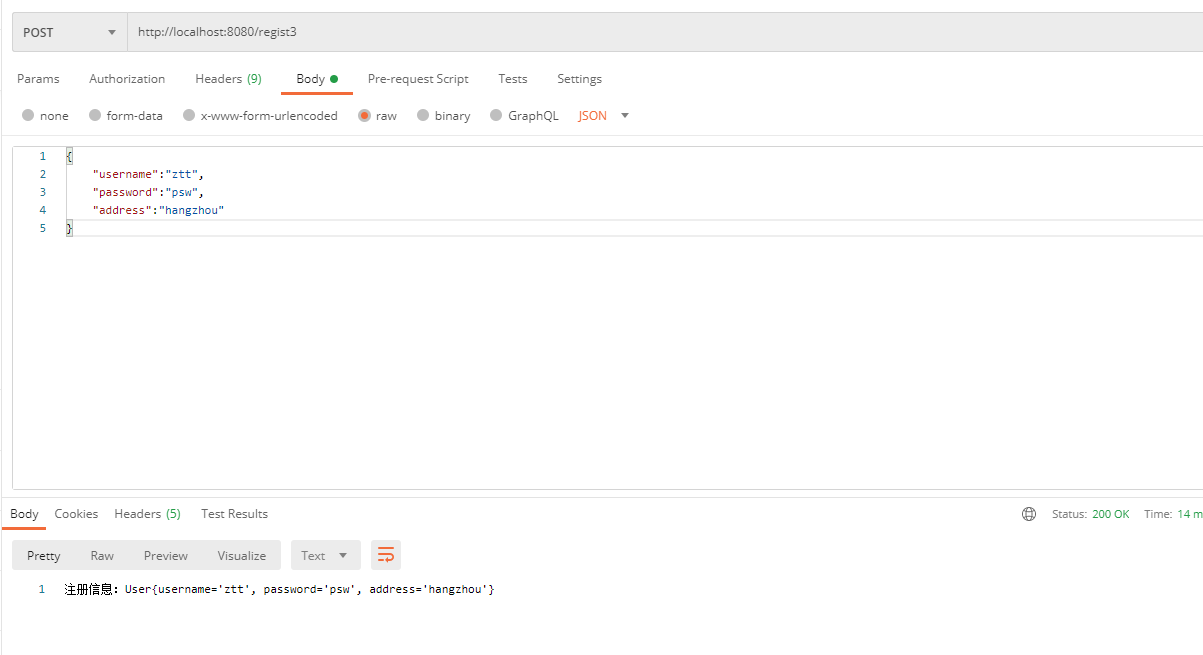 POST http://localhost:8080/regist3
Params Authorization Headers (9) Body Pre-request Script Tests Settings
none form-data x-www-form-urlencoded raw binary GraphQL JSON
1 {
2 "username":"ztt",
3 "password":"psw",
4 "address":"hangzhou"
5 }
Body Cookies Headers (5) Test Results Status: 200 OK Time: 14 m
Pretty Raw Preview Visualize Text
1 注册信息：User{username='ztt', password='psw', address='hangzhou'}